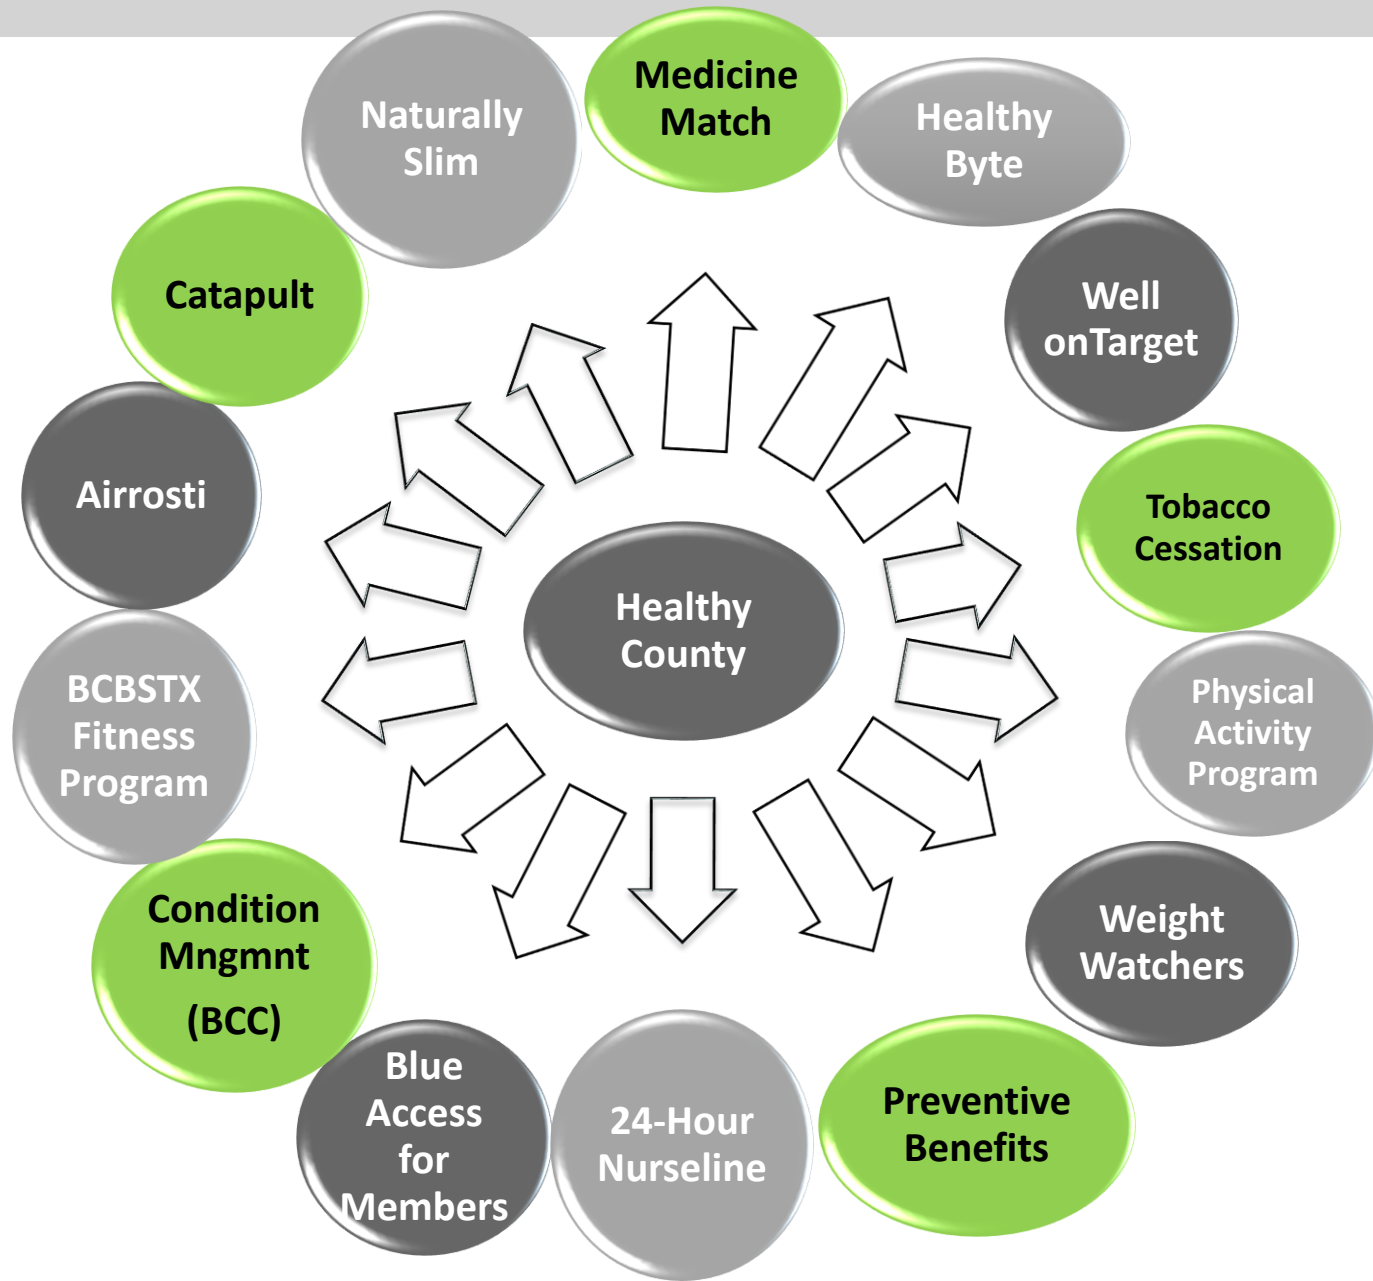 Medicine
Match
Healthy
Byte
Well
onTarget
Tobacco
Cessation
Physical
Activity
Program
Weight
Watchers
Preventive
Benefits
24-Hour
Nurseline
Blue
Access
for
Members
Condition
Mngmnt
(BCC)
BCBSTX
Fitness
Program
Airrosti
Catapult
Naturally
Slim
Healthy
County